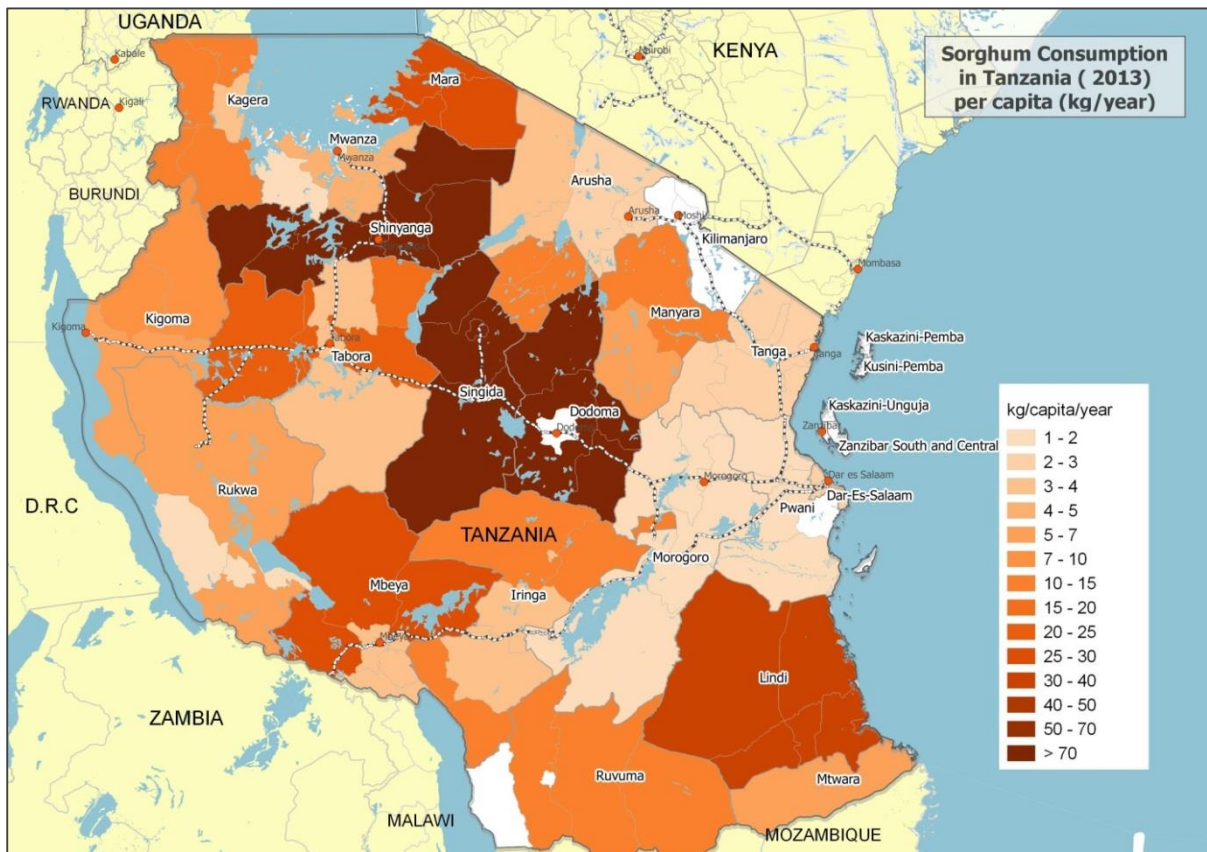 UGANDA
Kabale
RWANDA
Kigali
BURUNDI
D.R.C
ZAMBIA
MALAWI
MOZAMBIQUE
KENYA
Nairobi
Mombasa
Sorghum Consumption
in Tanzania ( 2013)
per capita (kg/year)
Kagera
Mara
Mwanza
Mwanza
Shinyanga
Arusha
Arusha
Moshi
Kilimanjaro
Kigoma
Kigoma
Tabora
Tabora
Manyara
Tanga
Tanga
Singida
Dodoma
Dodoma
Kaskazini-Pemba
Kusini-Pemba
Kaskazini-Unguja
Zanzibar
Zanzibar South and Central
Morogoro
Dar es Salaam
Dar-Es-Salaam
Pwani
Rukwa
TANZANIA
Morogoro
Mbeya
Iringa
Mbeya
Lindi
Ruvuma
Mtwara
kg/capita/year
1 - 2
2 - 3
3 - 4
4 - 5
5 - 7
7 - 10
10 - 15
15 - 20
20 - 25
25 - 30
30 - 40
40 - 50
50 - 70
> 70